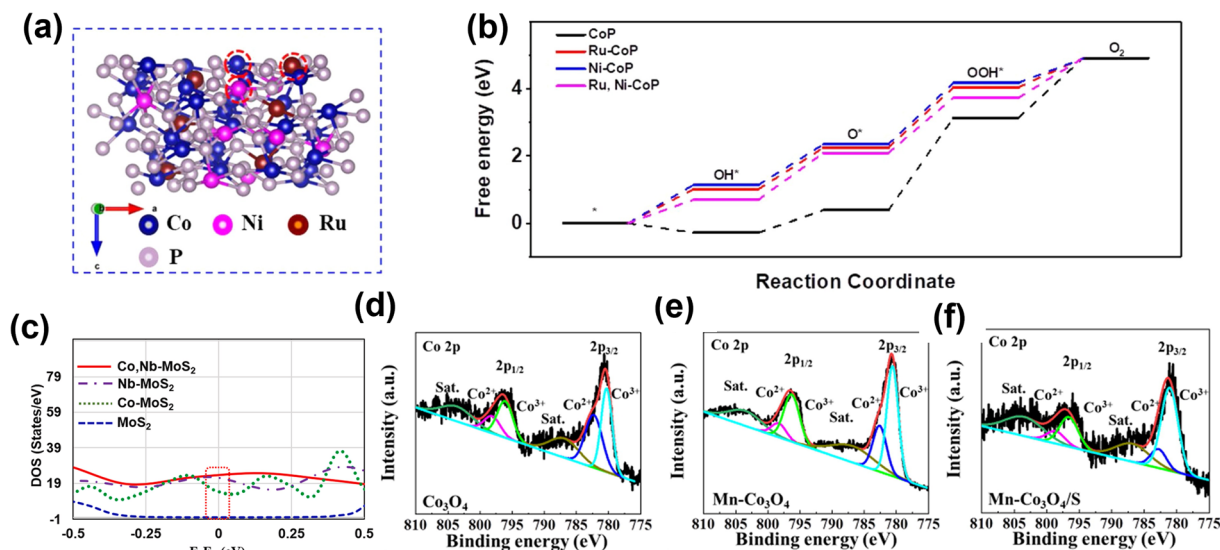 (a)
b
a
c
Co
Ni
Ru
P
(b)
CoP
Ru-CoP
Ni-CoP
Ru, Ni-CoP
Free energy (eV)
4
2
0
*
OH*
O*
OOH*
O₂
Reaction Coordinate
(c)
Co,Nb-MoS₂
Nb-MoS₂
Co-MoS₂
MoS₂
DOS (States/eV)
79
59
39
19
-1
-0.5 -0.25 0 0.25 0.5
(d)
Co 2p
2p₁/₂
2p₃/₂
Sat.
Co²⁺
Co³⁺
Sat.
Co²⁺
Co³⁺
Co₃O₄
Intensity (a.u.)
810 805 800 795 790 785 780 775
Binding energy (eV)
(e)
Co 2p
2p₁/₂
2p₃/₂
Sat.
Co²⁺
Co³⁺
Sat.
Co²⁺
Co³⁺
Mn-Co₃O₄
Intensity (a.u.)
810 805 800 795 790 785 780 775
Binding energy (eV)
(f)
Co 2p
2p₁/₂
2p₃/₂
Sat.
Co²⁺
Co³⁺
Sat.
Co²⁺
Co³⁺
Mn-Co₃O₄/S
Intensity (a.u.)
810 805 800 795 790 785 780 775
Binding energy (eV)